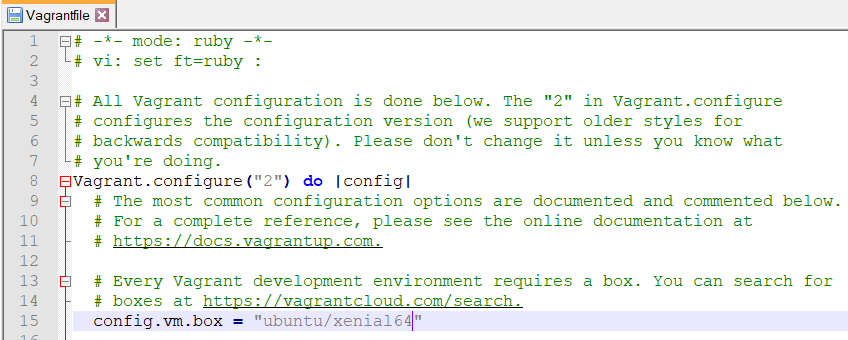 Vagrantfile
1 # -*- mode: ruby -*-
2 # vi: set ft=ruby :
3
4 # All Vagrant configuration is done below. The "2" in Vagrant.configure
5 # configures the configuration version (we support older styles for
6 # backwards compatibility). Please don't change it unless you know what
7 # you're doing.
8 Vagrant.configure("2") do |config|
9 # The most common configuration options are documented and commented below.
10 # For a complete reference, please see the online documentation at
11 # https://docs.vagrantup.com.
12
13 # Every Vagrant development environment requires a box. You can search for
14 # boxes at https://vagrantcloud.com/search.
15 config.vm.box = "ubuntu/xenial64"